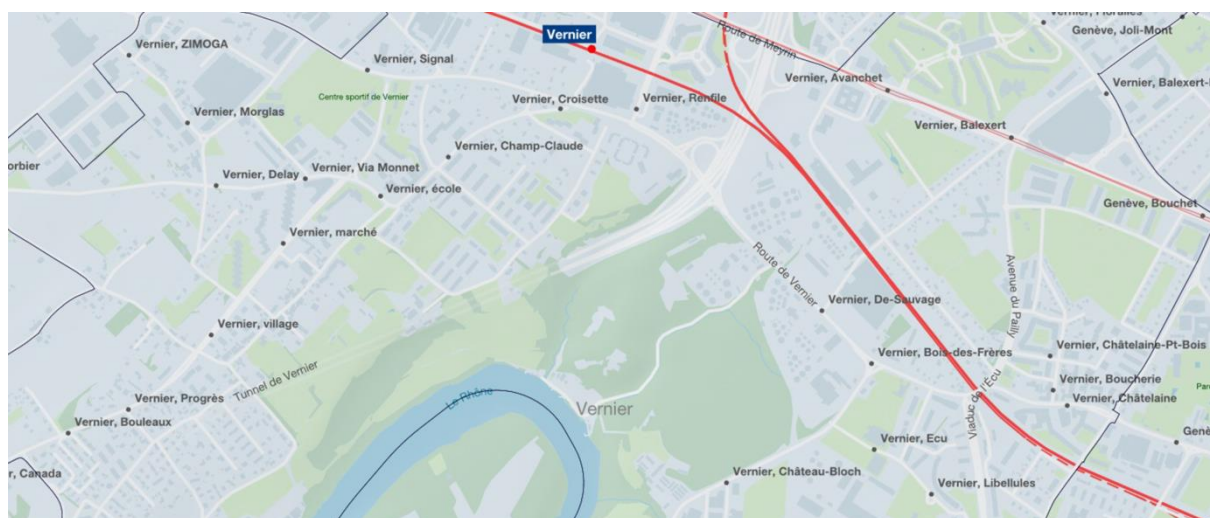 Vernier
Vernier, ZIMOGA
Vernier, Signal
Route de Meyrin
Genève, Joli-Mont
Centre sportif de Vernier
Vernier, Avanchet
Vernier, Morglas
Vernier, Croisette
Vernier, Renfile
Vernier, Balexert
Vernier, Champ-Claude
Vernier, Via Monnet
Vernier, Delay
Vernier, école
Genève, Bouchet
Vernier, marché
Route de Vernier
Avenue du Pailly
Vernier, De-Sauvage
Vernier, village
Vernier, Bois-des-Frères
Vernier, Châtelaine-Pt-Bois
Tunnel de Vernier
Le Rhône
Viaduc de l'Écu
Vernier, Boucherie
Vernier, Progrès
Vernier
Vernier, Châtelaine
Vernier, Bouleaux
Vernier, Ecu
Vernier, Château-Bloch
Vernier, Libellules